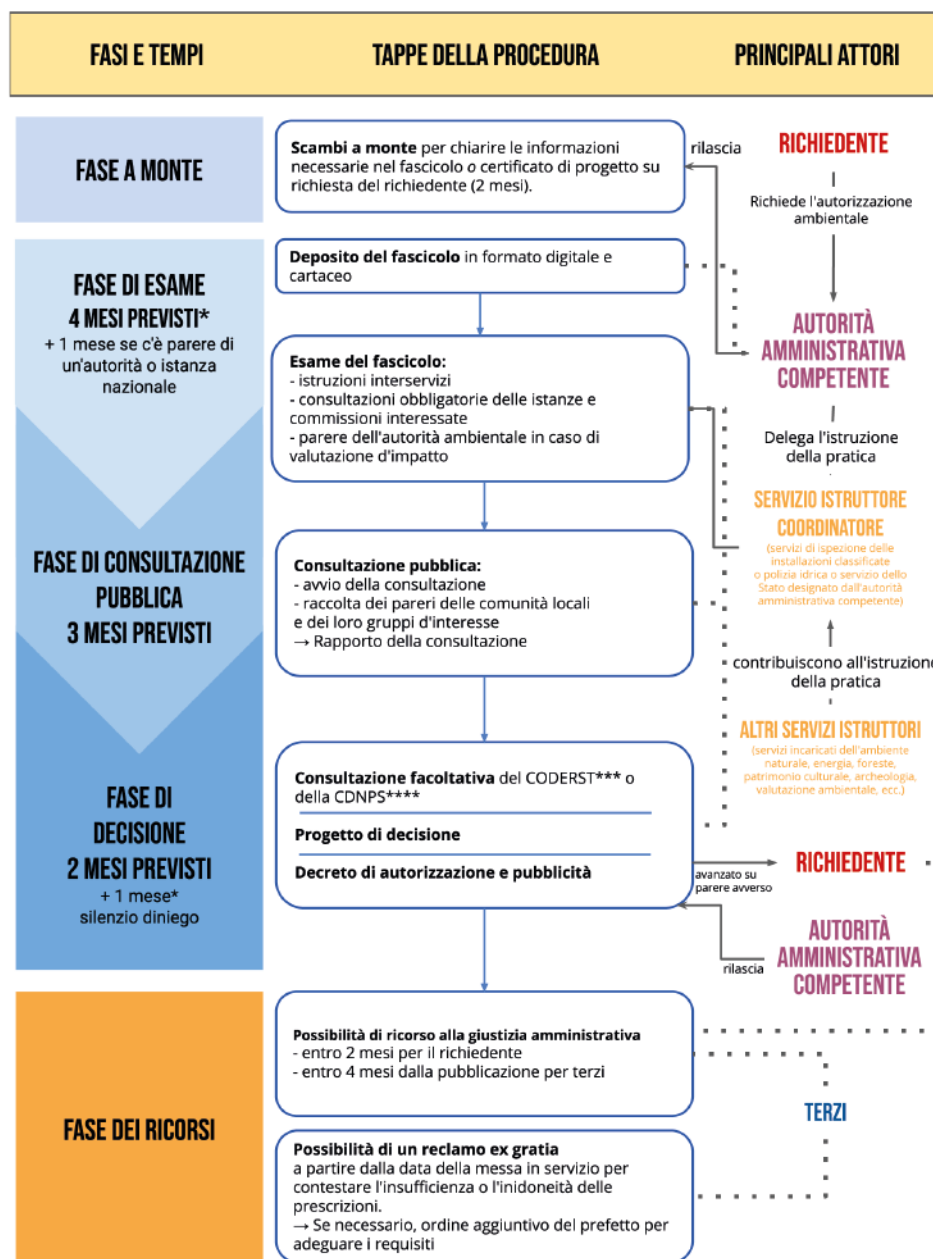 FASI E TEMPI
TAPPE DELLA PROCEDURA
PRINCIPALI ATTORI
FASE A MONTE
Scambi a monte per chiarire le informazioni
necessarie nel fascicolo o certificato di progetto su
richiesta del richiedente (2 mesi).
rilascia
RICHIEDENTE
Richiede l'autorizzazione
ambientale
FASE DI ESAME
4 MESI PREVISTI*
+ 1 mese se c'è parere di
un'autorità o istanza
nazionale
Deposito del fascicolo in formato digitale e
cartaceo
AUTORITÀ
AMMINISTRATIVA
COMPETENTE
Esame del fascicolo:
- istruzioni interservizi
- consultazioni obbligatorie delle istanze e
commissioni interessate
- parere dell'autorità ambientale in caso di
valutazione d'impatto
Delega l'istruzione
della pratica
SERVIZIO ISTRUTTORE
COORDINATORE
(servizi di ispezione delle
installazioni classificate
o polizia idrica o servizio dello
Stato designato dall'autorità
amministrativa competente)
FASE DI CONSULTAZIONE
PUBBLICA
3 MESI PREVISTI
Consultazione pubblica:
- avvio della consultazione
- raccolta dei pareri delle comunità locali
e dei loro gruppi d'interesse
→ Rapporto della consultazione
contribuiscono all'istruzione
della pratica
ALTRI SERVIZI ISTRUTTORI
(servizi incaricati dell'ambiente
naturale, energia, foreste,
patrimonio culturale, archeologia,
valutazione ambientale, ecc.)
FASE DI
DECISIONE
2 MESI PREVISTI
+ 1 mese*
silenzio diniego
Consultazione facoltativa del CODERST*** o
della CDNPS****
Progetto di decisione
Decreto di autorizzazione e pubblicità
avanzato su
parere avverso
RICHIEDENTE
rilascia
AUTORITÀ
AMMINISTRATIVA
COMPETENTE
FASE DEI RICORSI
Possibilità di ricorso alla giustizia amministrativa
- entro 2 mesi per il richiedente
- entro 4 mesi dalla pubblicazione per terzi
TERZI
Possibilità di un reclamo ex gratia
a partire dalla data della messa in servizio per
contestare l'insufficienza o l'inidoneità delle
prescrizioni.
→ Se necessario, ordine aggiuntivo del prefetto per
adeguare i requisiti